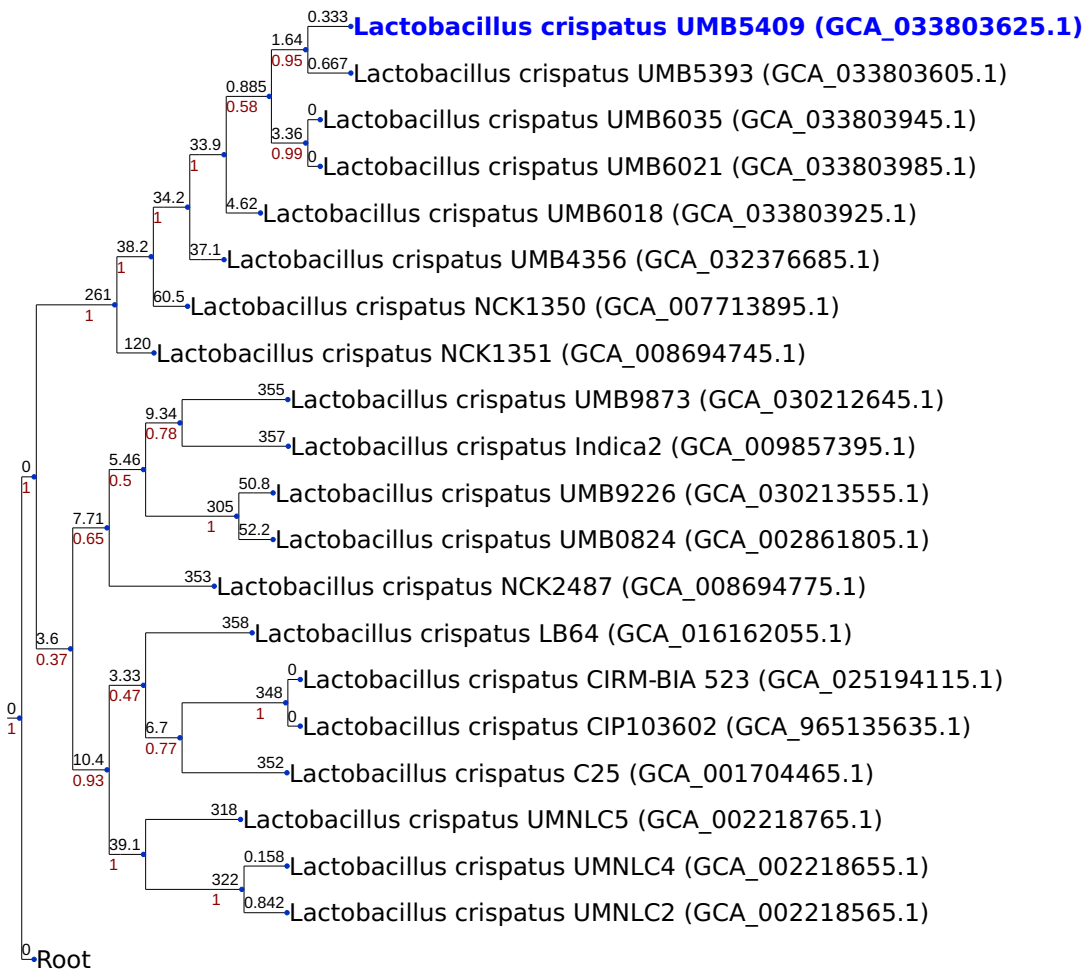 0.333
Lactobacillus crispatus UMB5409 (GCA_033803625.1)
1.64
0.95
0.667
Lactobacillus crispatus UMB5393 (GCA_033803605.1)
0.885
0.58
0
Lactobacillus crispatus UMB6035 (GCA_033803945.1)
3.36
0.99
0
Lactobacillus crispatus UMB6021 (GCA_033803985.1)
33.9
1
4.62
Lactobacillus crispatus UMB6018 (GCA_033803925.1)
34.2
1
37.1
Lactobacillus crispatus UMB4356 (GCA_032376685.1)
38.2
1
60.5
Lactobacillus crispatus NCK1350 (GCA_007713895.1)
261
1
120
Lactobacillus crispatus NCK1351 (GCA_008694745.1)
355
Lactobacillus crispatus UMB9873 (GCA_030212645.1)
9.34
0.78
357
Lactobacillus crispatus Indica2 (GCA_009857395.1)
5.46
0.5
0
1
50.8
Lactobacillus crispatus UMB9226 (GCA_030213555.1)
305
1
52.2
Lactobacillus crispatus UMB0824 (GCA_002861805.1)
7.71
0.65
353
Lactobacillus crispatus NCK2487 (GCA_008694775.1)
358
Lactobacillus crispatus LB64 (GCA_016162055.1)
3.6
0.37
3.33
0.47
0
Lactobacillus crispatus CIRM-BIA 523 (GCA_025194115.1)
348
1
0
Lactobacillus crispatus CIP103602 (GCA_965135635.1)
0
1
6.7
0.77
352
Lactobacillus crispatus C25 (GCA_001704465.1)
10.4
0.93
318
Lactobacillus crispatus UMNLC5 (GCA_002218765.1)
39.1
1
0.158
Lactobacillus crispatus UMNLC4 (GCA_002218655.1)
322
1
0.842
Lactobacillus crispatus UMNLC2 (GCA_002218565.1)
0
Root